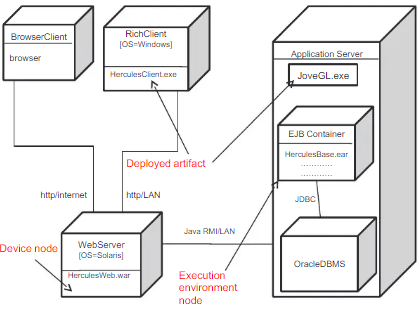 BrowserClient
browser
RichClient
[OS=Windows]
HerculesClient.exe
Application Server
JoveGL.exe
EJB Container
HerculesBase.ear
............
............
Deployed artifact
http/internet
http/LAN
JDBC
Java RMI/LAN
Device node
WebServer
[OS=Solaris]
HerculesWeb.war
Execution
environment
node
OracleDBMS